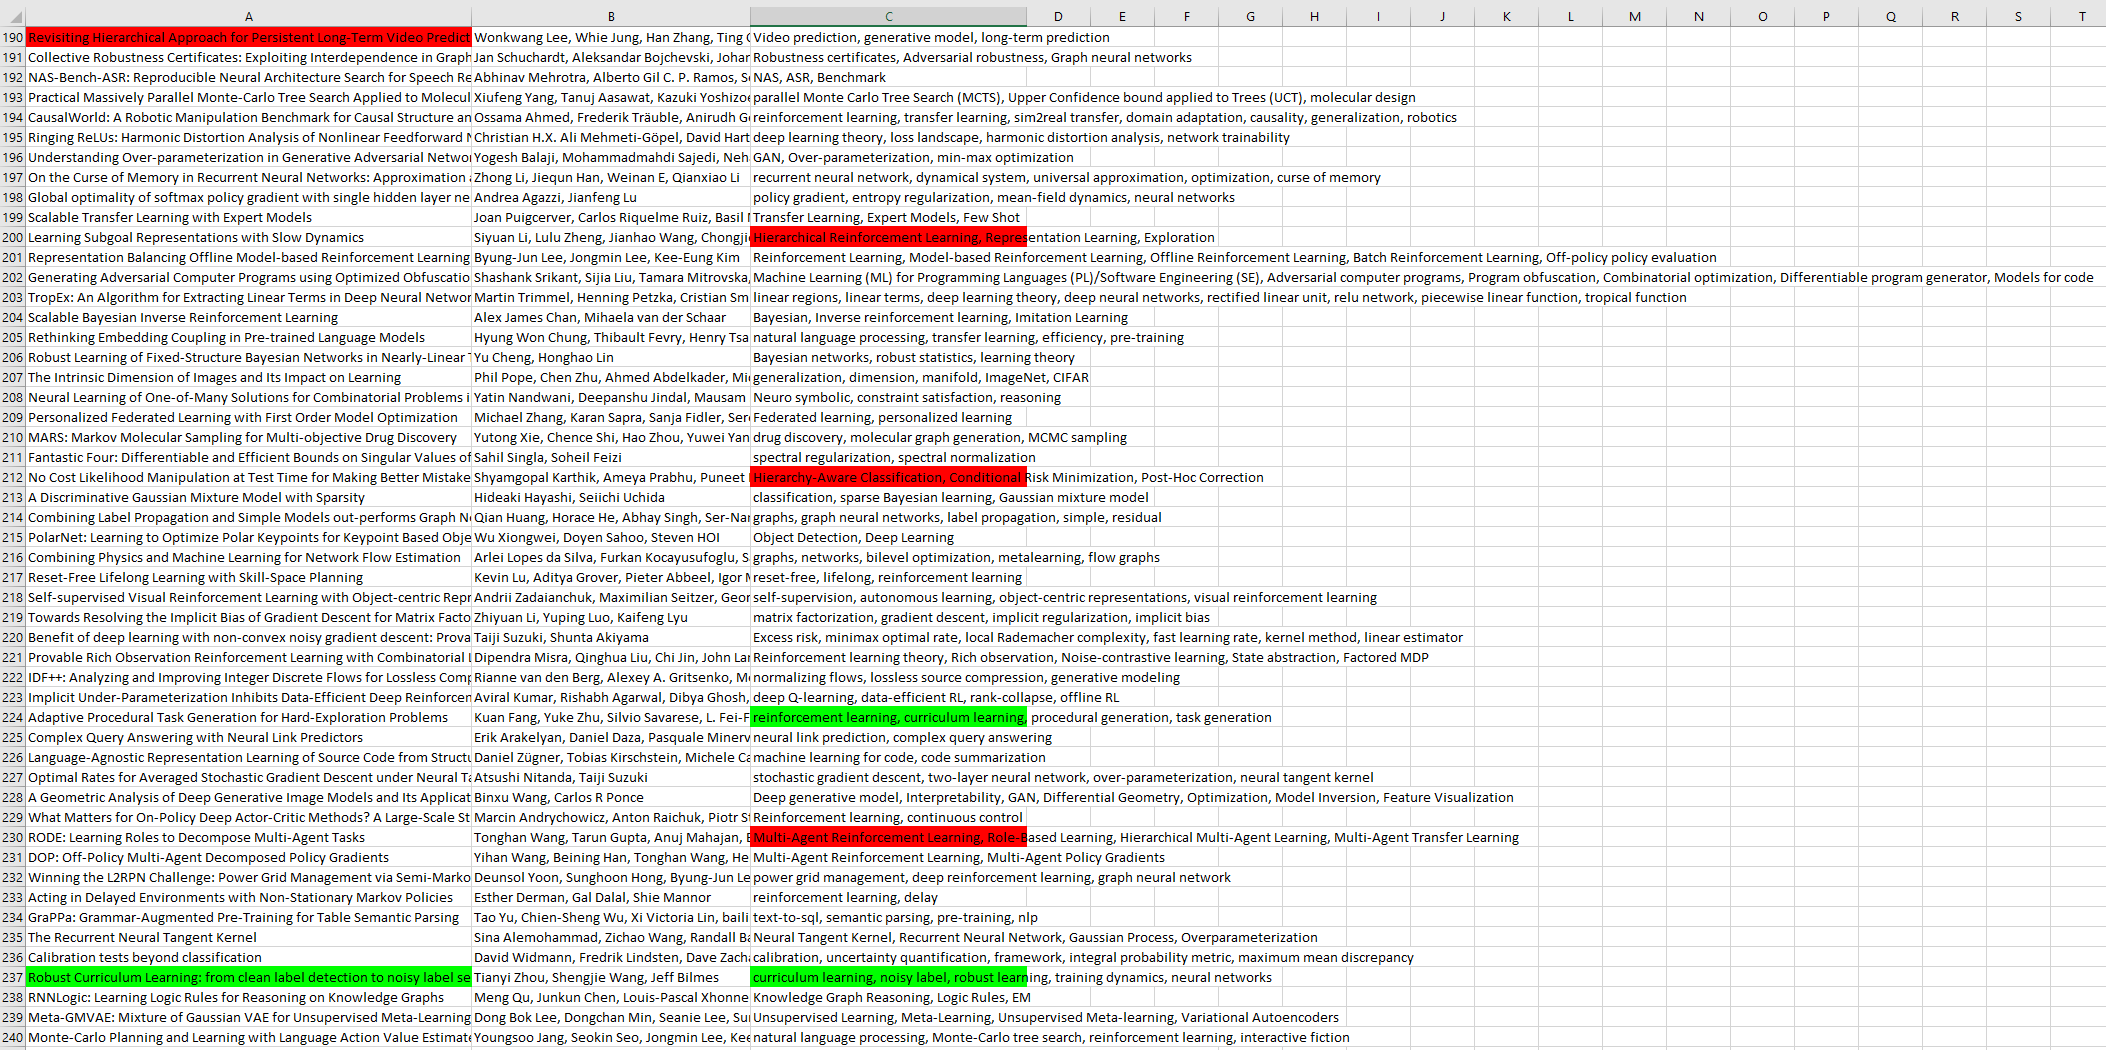 A B C D E F G H I J K L M N O P Q R S T
190 Revisiting Hierarchical Approach for Persistent Long-Term Video Predict Wonkwang Lee, Whie Jung, Han Zhang, Ting Video prediction, generative model, long-term prediction
191 Collective Robustness Certificates: Exploiting Interdependence in Graph Jan Schuchardt, Aleksandar Bojchevski, Johan Robustness certificates, Adversarial robustness, Graph neural networks
192 NAS-Bench-ASR: Reproducible Neural Architecture Search for Speech Re Abhinav Mehrotra, Alberto Gil C. P. Ramos, NAS, ASR, Benchmark
193 Practical Massively Parallel Monte-Carlo Tree Search Applied to Molecul Xiufeng Yang, Tanuj Aasawat, Kazuki Yoshizoe parallel Monte Carlo Tree Search (MCTS), Upper Confidence bound applied to Trees (UCT), molecular design
194 CausalWorld: A Robotic Manipulation Benchmark for Causal Structure an Ossama Ahmed, Frederik Träuble, Anirudh reinforcement learning, transfer learning, sim2real transfer, domain adaptation, causality, generalization, robotics
195 Ringing ReLUs: Harmonic Distortion Analysis of Nonlinear Feedforward Christian H.X. Ali Mehmeti-Göpel, David Hart deep learning theory, loss landscape, harmonic distortion analysis, network trainability
196 Understanding Over-parameterization in Generative Adversarial Networ Yogesh Balaji, Mohammadmahdi Sajedi, Neh GAN, Over-parameterization, min-max optimization
197 On the Curse of Memory in Recurrent Neural Networks: Approximation Zhong Li, Jiequn Han, Weinan E, Qianxiao Li recurrent neural network, dynamical system, universal approximation, optimization, curse of memory
198 Global optimality of softmax policy gradient with single hidden layer ne Andrea Agazzi, Jianfeng Lu policy gradient, entropy regularization, mean-field dynamics, neural networks
199 Scalable Transfer Learning with Expert Models Joan Puigcerver, Carlos Riquelme Ruiz, Basil Transfer Learning, Expert Models, Few Shot
200 Learning Subgoal Representations with Slow Dynamics Siyuan Li, Lulu Zheng, Jianhao Wang, Chongjie Hierarchical Reinforcement Learning, Representation Learning, Exploration
201 Representation Balancing Offline Model-based Reinforcement Learning Byung-Jun Lee, Jongmin Lee, Kee-Eung Kim Reinforcement Learning, Model-based Reinforcement Learning, Offline Reinforcement Learning, Batch Reinforcement Learning, Off-policy policy evaluation
202 Generating Adversarial Computer Programs using Optimized Obfuscatio Shashank Srikant, Sijia Liu, Tamara Mitrovska, Machine Learning (ML) for Programming Languages (PL)/Software Engineering (SE), Adversarial computer programs, Program obfuscation, Combinatorial optimization, Differentiable program generator, Models for code
203 TropEx: An Algorithm for Extracting Linear Terms in Deep Neural Networ Martin Trimmel, Henning Petzka, Cristian Sm linear regions, linear terms, deep learning theory, deep neural networks, rectified linear unit, relu network, piecewise linear function, tropical function
204 Scalable Bayesian Inverse Reinforcement Learning Alex James Chan, Mihaela van der Schaar Bayesian, Inverse reinforcement learning, Imitation Learning
205 Rethinking Embedding Coupling in Pre-trained Language Models Hyung Won Chung, Thibault Fevry, Henry Tsa natural language processing, transfer learning, efficiency, pre-training
206 Robust Learning of Fixed-Structure Bayesian Networks in Nearly-Linear Yu Cheng, Honghao Lin Bayesian networks, robust statistics, learning theory
207 The Intrinsic Dimension of Images and Its Impact on Learning Phil Pope, Chen Zhu, Ahmed Abdelkader, Mi generalization, dimension, manifold, ImageNet, CIFAR
208 Neural Learning of One-of-Many Solutions for Combinatorial Problems i Yatin Nandwani, Deepanshu Jindal, Mausam Neuro symbolic, constraint satisfaction, reasoning
209 Personalized Federated Learning with First Order Model Optimization Michael Zhang, Karan Sapra, Sanja Fidler, Ser Federated learning, personalized learning
210 MARS: Markov Molecular Sampling for Multi-objective Drug Discovery Yutong Xie, Chence Shi, Hao Zhou, Yuwei Yan drug discovery, molecular graph generation, MCMC sampling
211 Fantastic Four: Differentiable and Efficient Bounds on Singular Values of Sahil Singla, Soheil Feizi spectral regularization, spectral normalization
212 No Cost Likelihood Manipulation at Test Time for Making Better Mistake Shyamgopal Karthik, Ameya Prabhu, Puneet Hierarchy-Aware Classification, Conditional Risk Minimization, Post-Hoc Correction
213 A Discriminative Gaussian Mixture Model with Sparsity Hideaki Hayashi, Seiichi Uchida classification, sparse Bayesian learning, Gaussian mixture model
214 Combining Label Propagation and Simple Models out-performs Graph Ne Qian Huang, Horace He, Abhay Singh, Ser-Nam graphs, graph neural networks, label propagation, simple, residual
215 PolarNet: Learning to Optimize Polar Keypoints for Keypoint Based Obje Wu Xiongwei, Doyen Sahoo, Steven HOI Object Detection, Deep Learning
216 Combining Physics and Machine Learning for Network Flow Estimation Arlei Lopes da Silva, Furkan Kocayusufoglu, S graphs, networks, bilevel optimization, metalearning, flow graphs
217 Reset-Free Lifelong Learning with Skill-Space Planning Kevin Lu, Aditya Grover, Pieter Abbeel, Igor reset-free, lifelong, reinforcement learning
218 Self-supervised Visual Reinforcement Learning with Object-centric Repr Andrii Zadaianchuk, Maximilian Seitzer, Geor self-supervision, autonomous learning, object-centric representations, visual reinforcement learning
219 Towards Resolving the Implicit Bias of Gradient Descent for Matrix Facto Zhiyuan Li, Yuping Luo, Kaifeng Lyu matrix factorization, gradient descent, implicit regularization, implicit bias
220 Benefit of deep learning with non-convex noisy gradient descent: Prova Taiji Suzuki, Shunta Akiyama Excess risk, minimax optimal rate, local Rademacher complexity, fast learning rate, kernel method, linear estimator
221 Provable Rich Observation Reinforcement Learning with Combinatorial L Dipendra Misra, Qinghua Liu, Chi Jin, John Lan Reinforcement learning theory, Rich observation, Noise-contrastive learning, State abstraction, Factored MDP
222 IDF++: Analyzing and Improving Integer Discrete Flows for Lossless Comp Rianne van den Berg, Alexey A. Gritsenko, M normalizing flows, lossless source compression, generative modeling
223 Implicit Under-Parameterization Inhibits Data-Efficient Deep Reinforcen Aviral Kumar, Rishabh Agarwal, Dibya Ghosh, deep Q-learning, data-efficient RL, rank-collapse, offline RL
224 Adaptive Procedural Task Generation for Hard-Exploration Problems Kuan Fang, Yuke Zhu, Silvio Savarese, L. Fei-F reinforcement learning, curriculum learning, procedural generation, task generation
225 Complex Query Answering with Neural Link Predictors Erik Arakelyan, Daniel Daza, Pasquale Minerv neural link prediction, complex query answering
226 Language-Agnostic Representation Learning of Source Code from Structu Daniel Zügner, Tobias Kirschstein, Michele Ca machine learning for code, code summarization
227 Optimal Rates for Averaged Stochastic Gradient Descent under Neural Ta Atsushi Nitanda, Taiji Suzuki stochastic gradient descent, two-layer neural network, over-parameterization, neural tangent kernel
228 A Geometric Analysis of Deep Generative Image Models and Its Applicat Binxu Wang, Carlos R Ponce Deep generative model, Interpretability, GAN, Differential Geometry, Optimization, Model Inversion, Feature Visualization
229 What Matters for On-Policy Deep Actor-Critic Methods? A Large-Scale St Marcin Andrychowicz, Anton Raichuk, Piotr St Reinforcement learning, continuous control
230 RODE: Learning Roles to Decompose Multi-Agent Tasks Tonghan Wang, Tarun Gupta, Anuj Mahajan, Multi-Agent Reinforcement Learning, Role-Based Learning, Hierarchical Multi-Agent Learning, Multi-Agent Transfer Learning
231 DOP: Off-Policy Multi-Agent Decomposed Policy Gradients Yihan Wang, Beining Han, Tonghan Wang, He Multi-Agent Reinforcement Learning, Multi-Agent Policy Gradients
232 Winning the L2RPN Challenge: Power Grid Management via Semi-Marko Deunsol Yoon, Sunghoon Hong, Byung-Jun Le power grid management, deep reinforcement learning, graph neural network
233 Acting in Delayed Environments with Non-Stationary Markov Policies Esther Derman, Gal Dalal, Shie Mannor reinforcement learning, delay
234 GraPPa: Grammar-Augmented Pre-Training for Table Semantic Parsing Tao Yu, Chien-Sheng Wu, Xi Victoria Lin, baili text-to-sql, semantic parsing, pre-training, nlp
235 The Recurrent Neural Tangent Kernel Sina Alemohammad, Zichao Wang, Randall Ba Neural Tangent Kernel, Recurrent Neural Network, Gaussian Process, Overparameterization
236 Calibration tests beyond classification David Widmann, Fredrik Lindsten, Dave Zacha calibration, uncertainty quantification, framework, integral probability metric, maximum mean discrepancy
237 Robust Curriculum Learning: from clean label detection to noisy label se Tianyi Zhou, Shengjie Wang, Jeff Bilmes curriculum learning, noisy label, robust learning, training dynamics, neural networks
238 RNNLogic: Learning Logic Rules for Reasoning on Knowledge Graphs Meng Qu, Junkun Chen, Louis-Pascal Xhonne Knowledge Graph Reasoning, Logic Rules, EM
239 Meta-GMVAE: Mixture of Gaussian VAE for Unsupervised Meta-Learning Dong Bok Lee, Dongchan Min, Seanie Lee, Su Unsupervised Learning, Meta-Learning, Unsupervised Meta-learning, Variational Autoencoders
240 Monte-Carlo Planning and Learning with Language Action Value Estimate Youngsoo Jang, Seokin Seo, Jongmin Lee, Kee natural language processing, Monte-Carlo tree search, reinforcement learning, interactive fiction